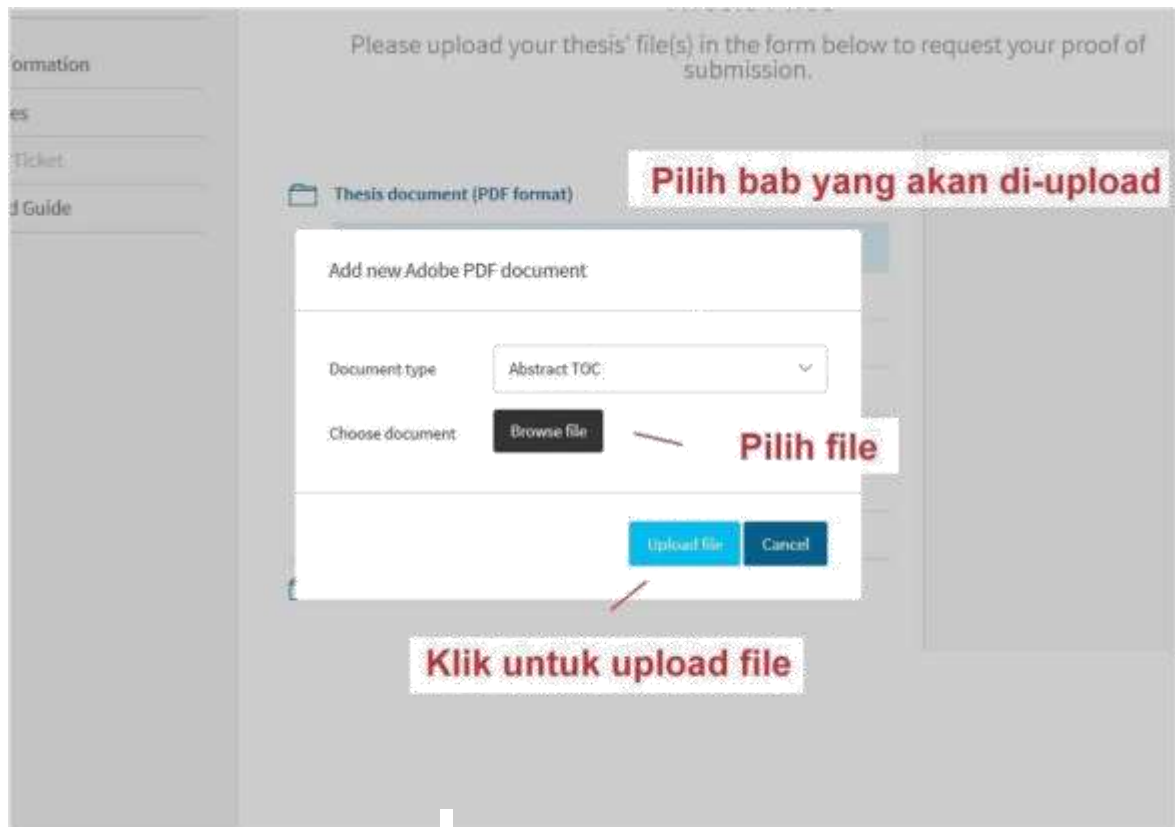 Please upload your thesis' file(s) in the form below to request your proof of
submission.
ormation
es
Ticket
d Guide
Pilih bab yang akan di-upload
Thesis document (PDF format)
Add new Adobe PDF document
Document type
Abstract TOC
Choose document
Browse file
Pilih file
Upload file
Cancel
Klik untuk upload file